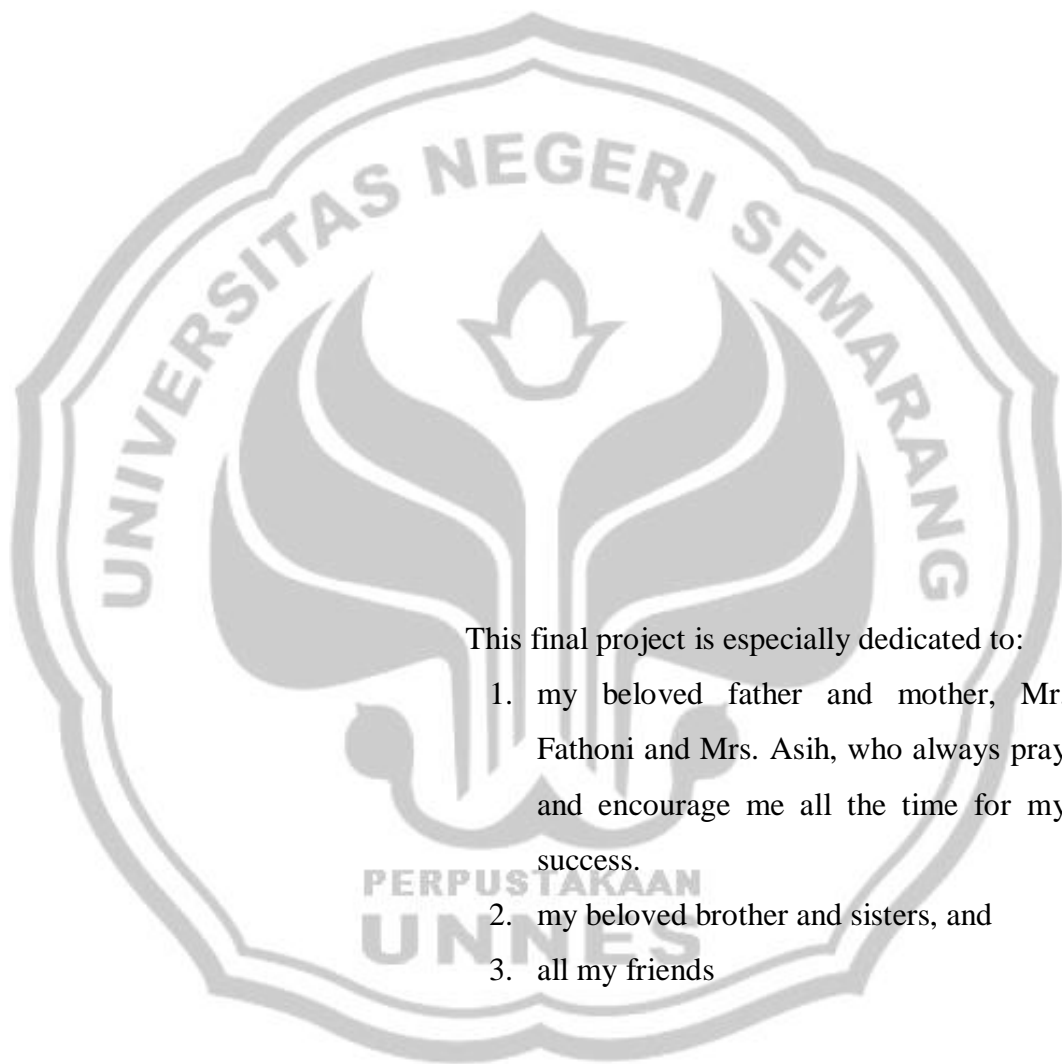 UNIVERSITAS NEGERI SEMARANG
This final project is especially dedicated to:
1. my beloved father and mother, Mr.
Fathoni and Mrs. Asih, who always pray
and encourage me all the time for my
success.
PERPUSTAKAAN
2. my beloved brother and sisters, and
UNNES
3. all my friends